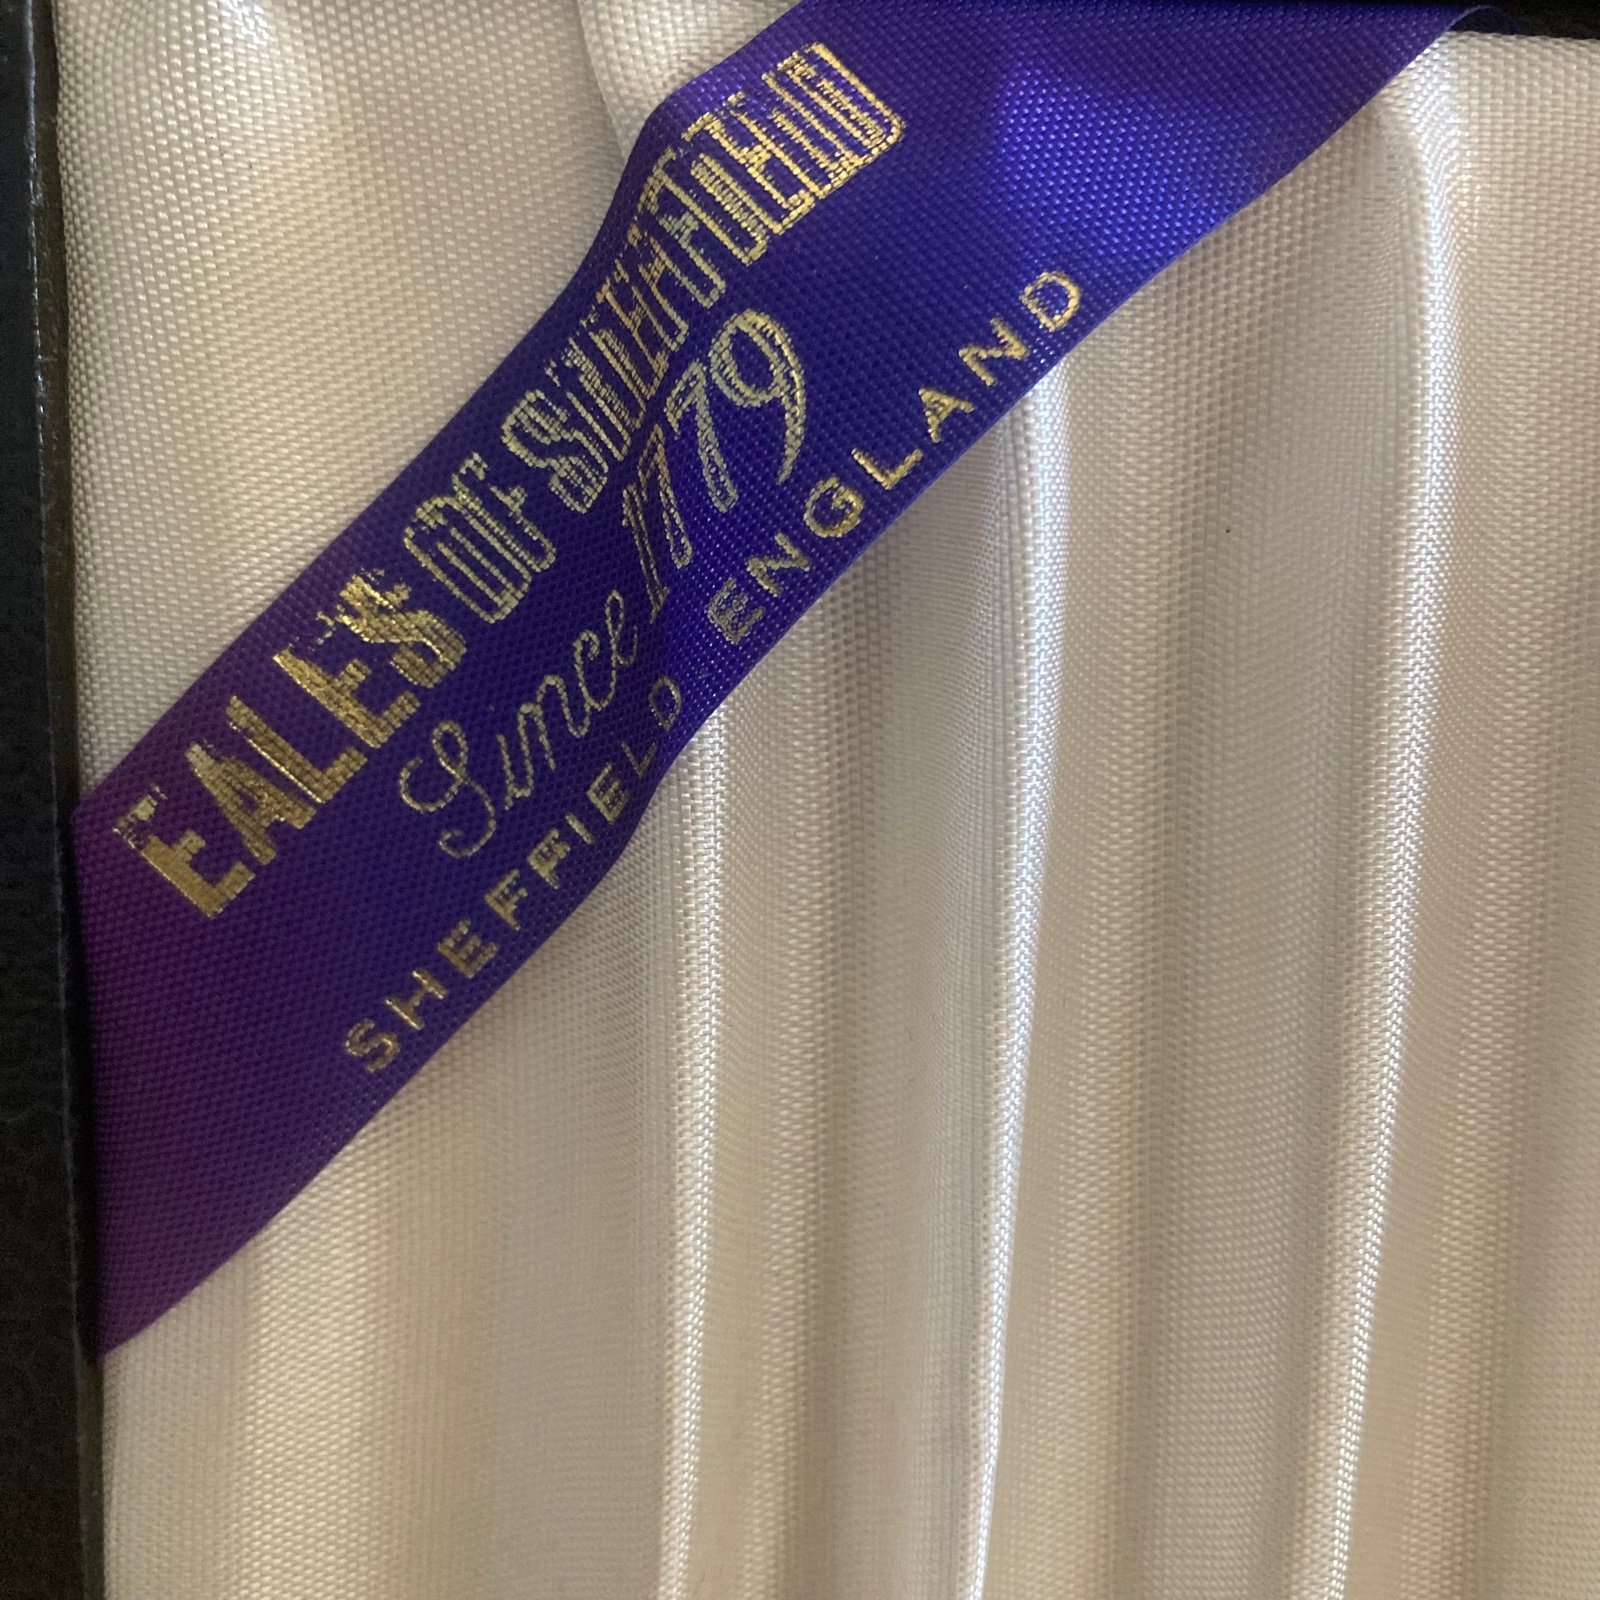 EALES OF SHEFFIELD
Since 1779
SHEFFIELD · ENGLAND